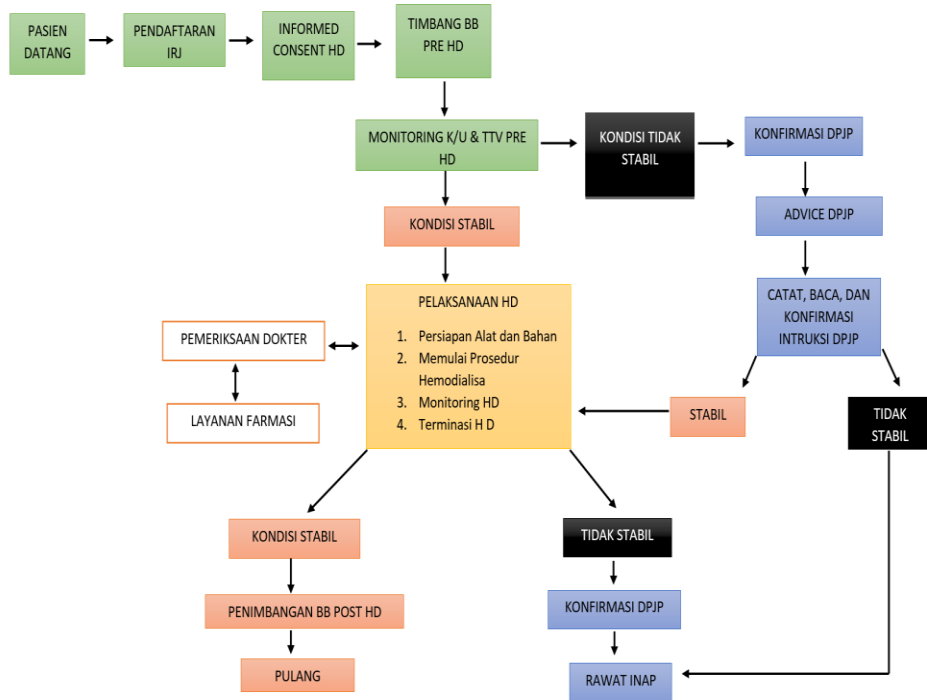 PASIEN
DATANG
PENDAFTARAN
IRJ
INFORMED
CONSENT HD
TIMBANG BB
PRE HD
MONITORING K/U & TTV PRE
HD
KONDISI TIDAK
STABIL
KONFIRMASI DPJP
ADVICE DPJP
CATAT, BACA, DAN
KONFIRMASI
INTRUKSI DPJP
KONDISI STABIL
PELAKSANAAN HD
1. Persiapan Alat dan Bahan
2. Memulai Prosedur
Hemodialisa
3. Monitoring HD
4. Terminasi H D
PEMERIKSAAN DOKTER
LAYANAN FARMASI
STABIL
TIDAK
STABIL
KONDISI STABIL
PENIMBANGAN BB POST HD
PULANG
TIDAK STABIL
KONFIRMASI DPJP
RAWAT INAP